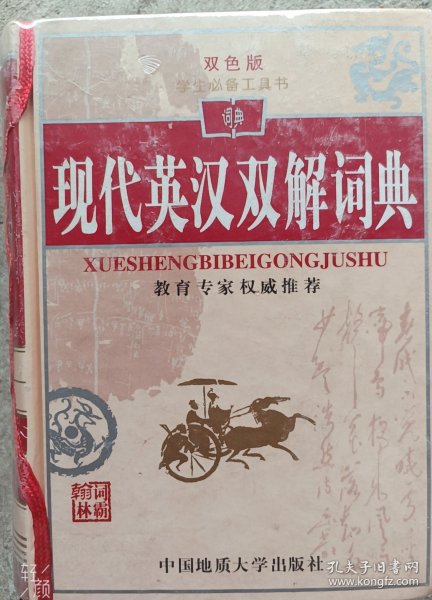 双色版
学生必备工具书
词典
现代英汉双解词典
XUESHENGBIBEIGONGJUSHU
教育专家权威推荐
翰林
词霸
中国地质大学出版社
孔夫子旧书网
www.kongfz.com